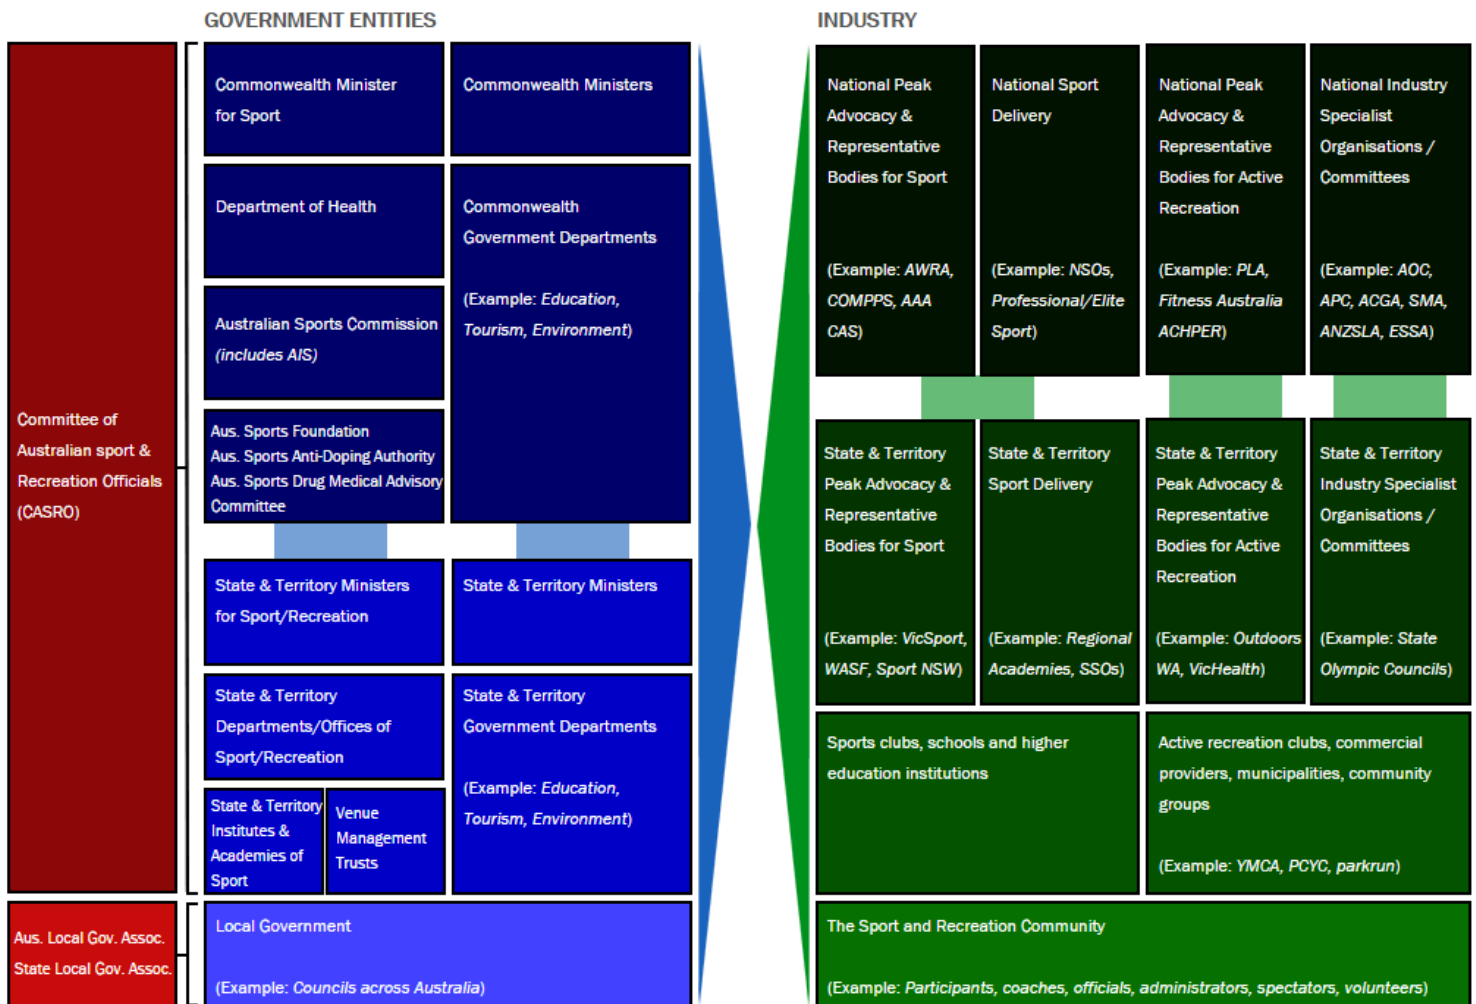 GOVERNMENT ENTITIES
INDUSTRY
Committee of
Australian sport &
Recreation Officials
(CASRO)
Commonwealth Minister
for Sport
Commonwealth Ministers
Department of Health
Commonwealth
Government Departments
(Example: Education,
Tourism, Environment)
Australian Sports Commission
(includes AIS)
Aus. Sports Foundation
Aus. Sports Anti-Doping Authority
Aus. Sports Drug Medical Advisory
Committee
State & Territory Ministers
for Sport/Recreation
State & Territory Ministers
State & Territory
Departments/Offices of
Sport/Recreation
State & Territory
Government Departments
(Example: Education,
Tourism, Environment)
State & Territory
Institutes &
Academies of
Sport
Venue
Management
Trusts
Aus. Local Gov. Assoc.
State Local Gov. Assoc.
Local Government
(Example: Councils across Australia)
National Peak
Advocacy &
Representative
Bodies for Sport
(Example: AWRA,
COMPPS, AAA
CAS)
National Sport
Delivery
(Example: NSOs,
Professional/Elite
Sport)
National Peak
Advocacy &
Representative
Bodies for Active
Recreation
(Example: PLA,
Fitness Australia
ACHPER)
National Industry
Specialist
Organisations /
Committees
(Example: AOC,
APC, ACGA, SMA,
ANZSLA, ESSA)
State & Territory
Peak Advocacy &
Representative
Bodies for Sport
(Example: VicSport,
WASF, Sport NSW)
State & Territory
Sport Delivery
(Example: Regional
Academies, SSOs)
State & Territory
Peak Advocacy &
Representative
Bodies for Active
Recreation
(Example: Outdoors
WA, VicHealth)
State & Territory
Industry Specialist
Organisations /
Committees
(Example: State
Olympic Councils)
Sports clubs, schools and higher
education institutions
Active recreation clubs, commercial
providers, municipalities, community
groups
(Example: YMCA, PCYC, parkrun)
The Sport and Recreation Community
(Example: Participants, coaches, officials, administrators, spectators, volunteers)